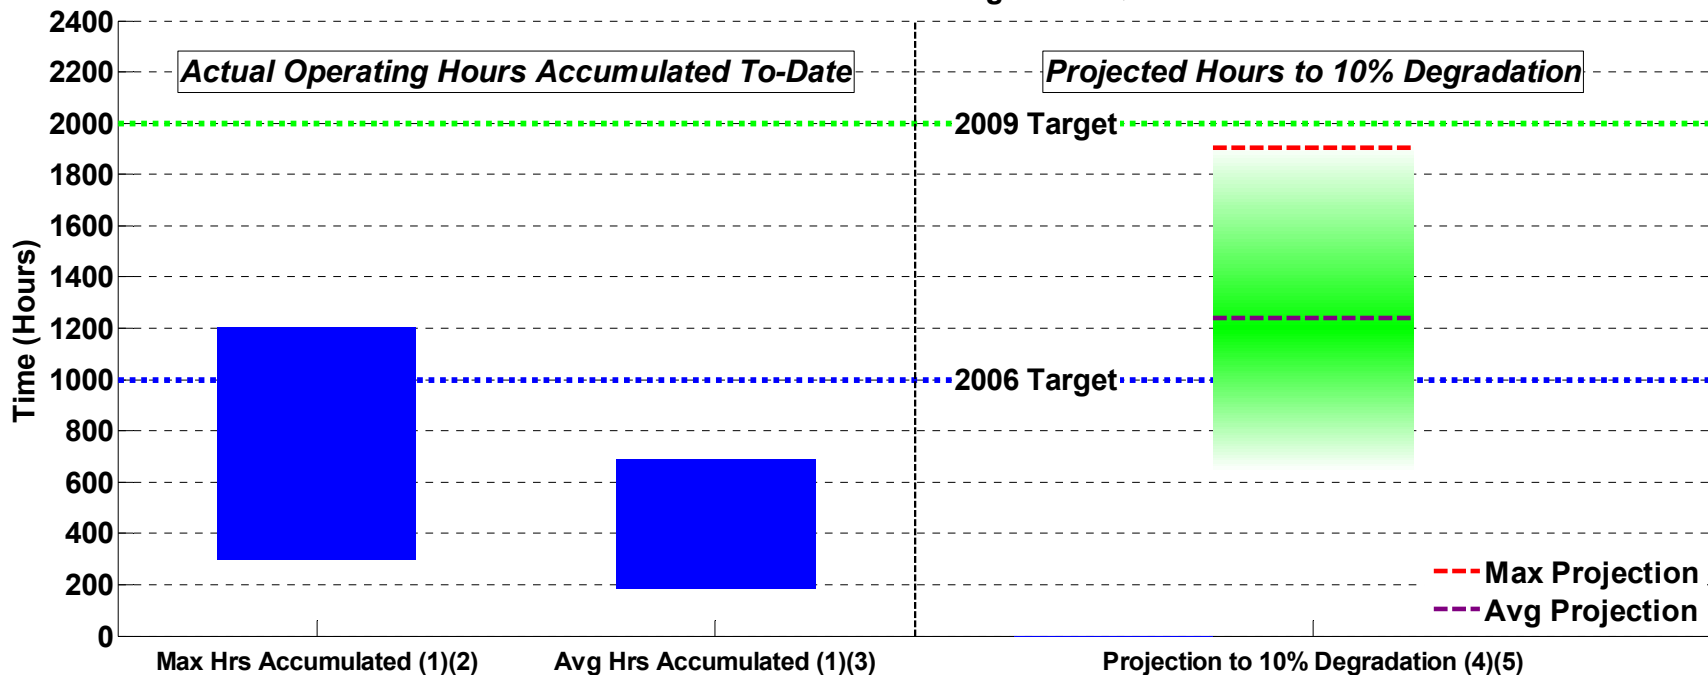 2400
2200
2000
1800
1600
1400
1200
1000
800
600
400
200
0
Time (Hours)
Actual Operating Hours Accumulated To-Date
Projected Hours to 10% Degradation
2009 Target
2006 Target
Max Projection
Avg Projection
Max Hrs Accumulated (1)(2)
Avg Hrs Accumulated (1)(3)
Projection to 10% Degradation (4)(5)